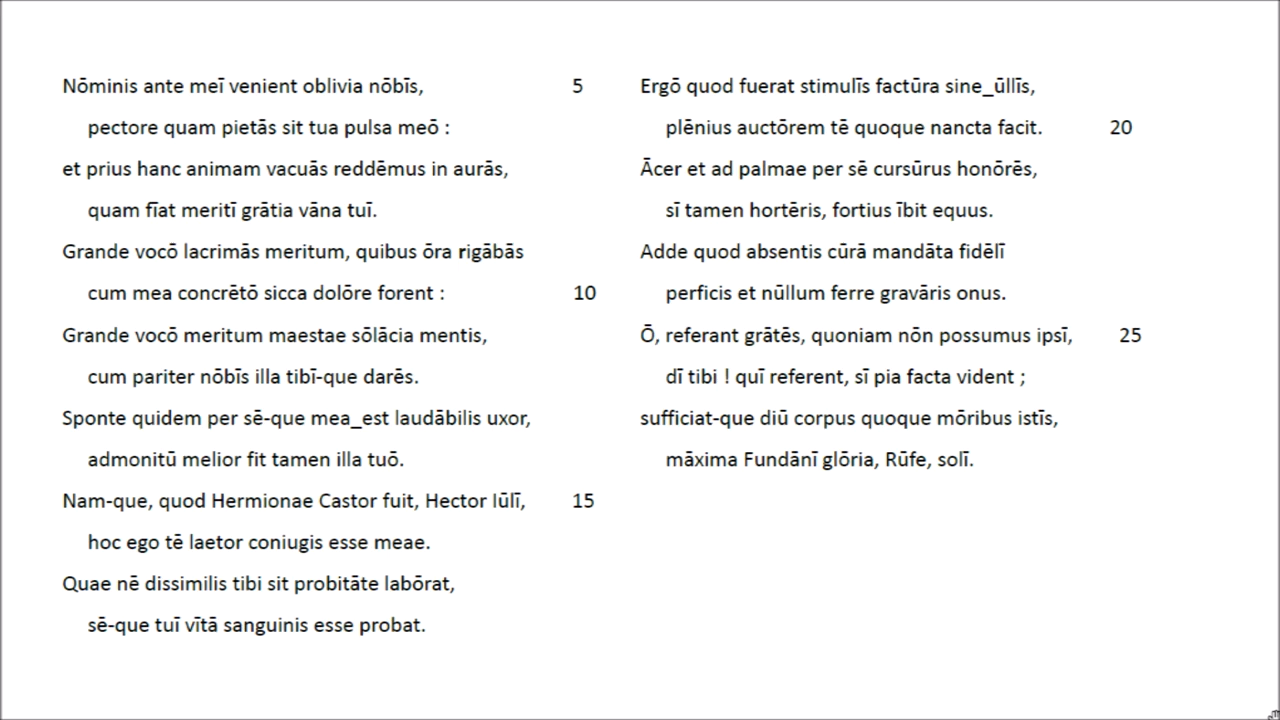 Nōminis ante meī venient oblivia nōbīs, 5
pectore quam pietās sit tua pulsa meō :
et prius hanc animam vacuās reddēmus in aurās,
quam fīat meritī grātia vāna tuī.
Grande vocō lacrimās meritum, quibus ōra rigābās
cum mea concrētō sicca dolōre forent : 10
Grande vocō meritum maestae sōlācia mentis,
cum pariter nōbīs illa tibī-que darēs.
Sponte quidem per sē-que mea_est laudābilis uxor,
admonitū melior fit tamen illa tuō.
Nam-que, quod Hermionae Castor fuit, Hector Iūlī, 15
hoc ego tē laetor coniugis esse meae.
Quae nē dissimilis tibi sit probitāte labōrat,
sē-que tuī vītā sanguinis esse probat.
Ergō quod fuerat stimulīs factūra sine_ūllīs,
plēnius auctōrem tē quoque nancta facit. 20
Ācer et ad palmae per sē cursūrus honōrēs,
sī tamen hortēris, fortius ībit equus.
Adde quod absentis cūrā mandāta fidēlī
perficis et nūllum ferre gravāris onus.
Ō, referant grātēs, quoniam nōn possumus ipsī, 25
dī tibi ! quī referent, sī pia facta vident ;
sufficiat-que diū corpus quoque mōribus istīs,
māxima Fundānī glōria, Rūfe, solī.